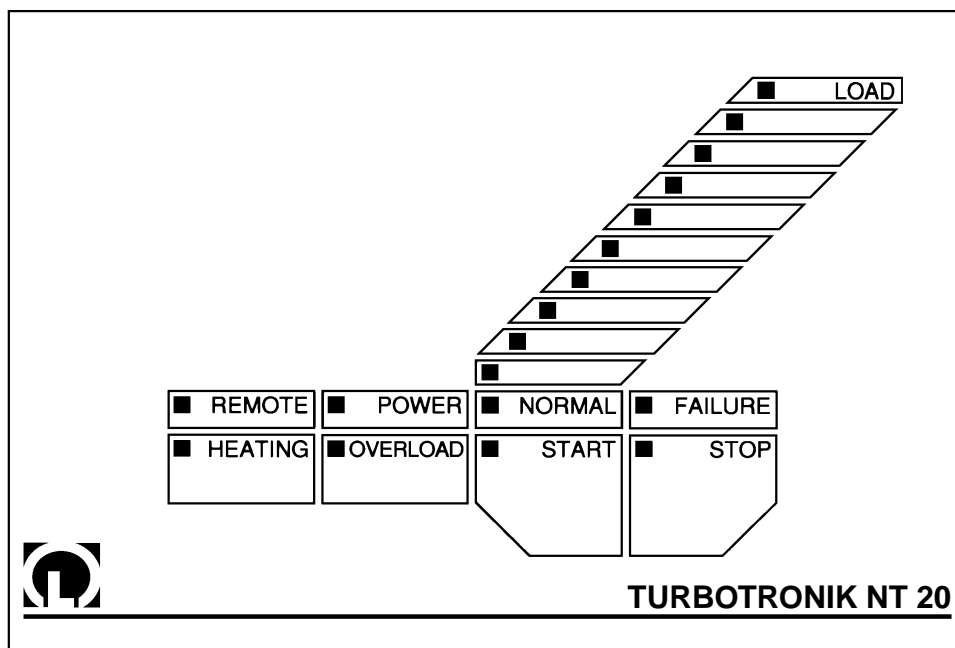 LOAD
REMOTE POWER NORMAL FAILURE
HEATING OVERLOAD START STOP
L
TURBOTRONIK NT 20